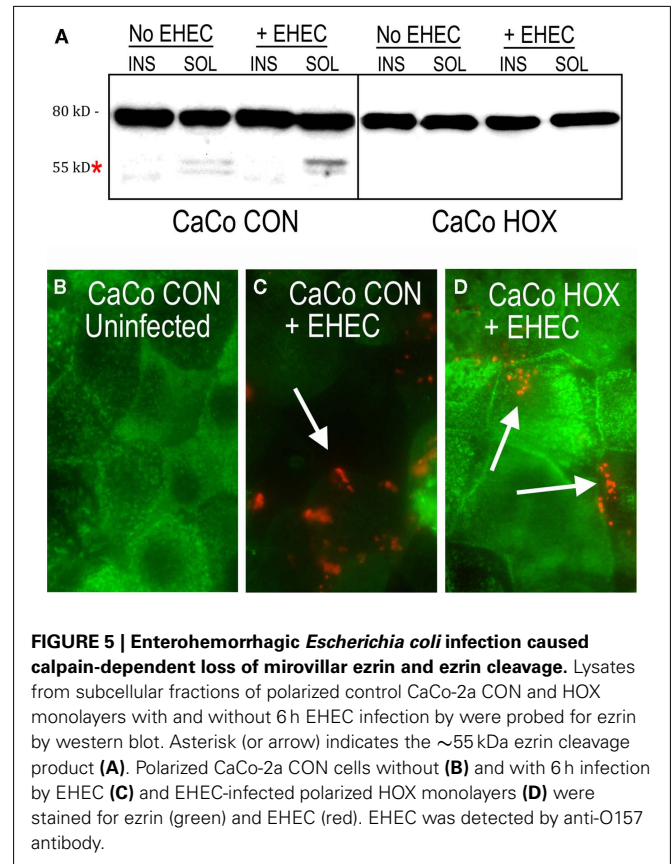 A
No EHEC + EHEC No EHEC + EHEC
INS SOL INS SOL INS SOL INS SOL
80 kD -
55 kD*
CaCo CON CaCo HOX
B CaCo CON
Uninfected
C CaCo CON
+ EHEC
D CaCo HOX
+ EHEC
FIGURE 5 | Enterohemorrhagic Escherichia coli infection caused
calpain-dependent loss of mirovillar ezrin and ezrin cleavage. Lysates
from subcellular fractions of polarized control CaCo-2a CON and HOX
monolayers with and without 6 h EHEC infection by were probed for ezrin
by western blot. Asterisk (or arrow) indicates the ∼55 kDa ezrin cleavage
product (A). Polarized CaCo-2a CON cells without (B) and with 6 h infection
by EHEC (C) and EHEC-infected polarized HOX monolayers (D) were
stained for ezrin (green) and EHEC (red). EHEC was detected by anti-O157
antibody.